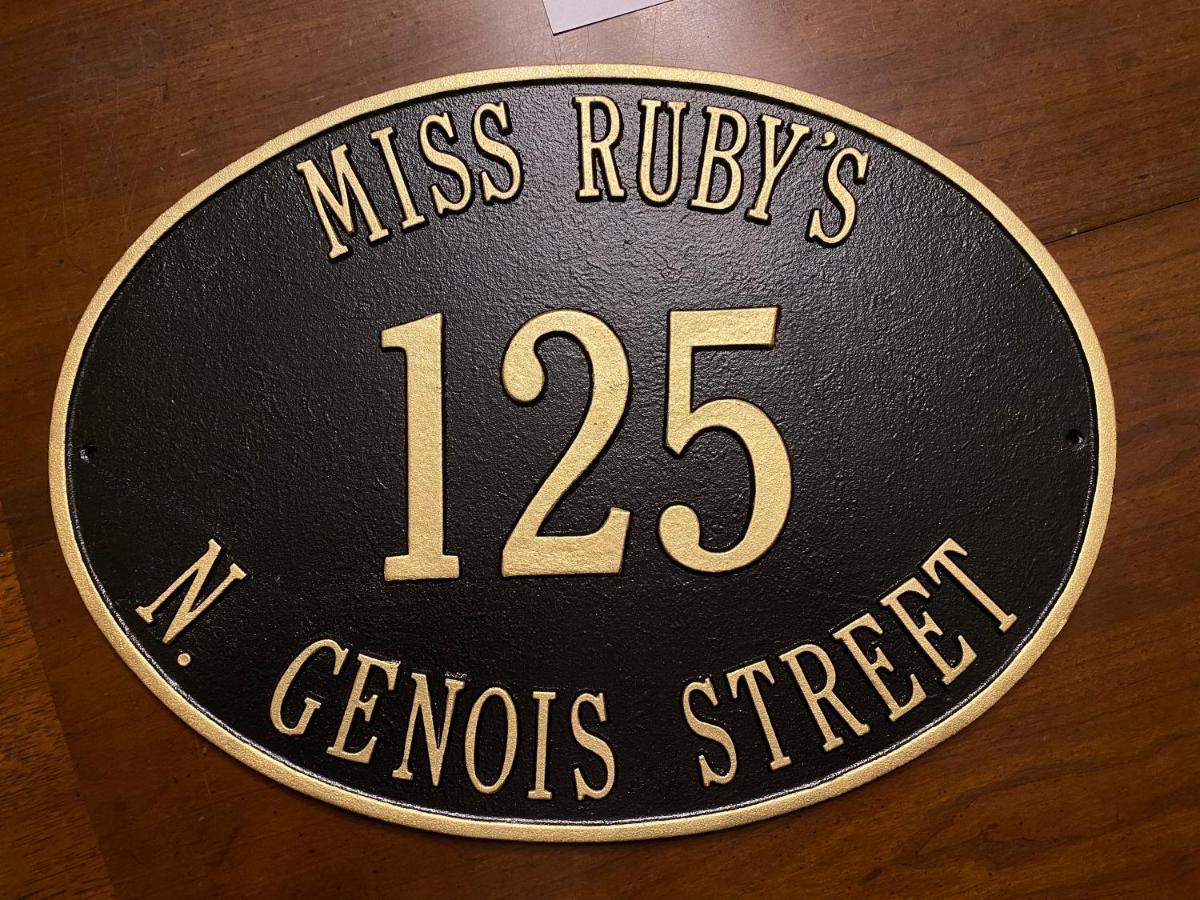 MISS RUBY'S
125
N. GENOIS STREET